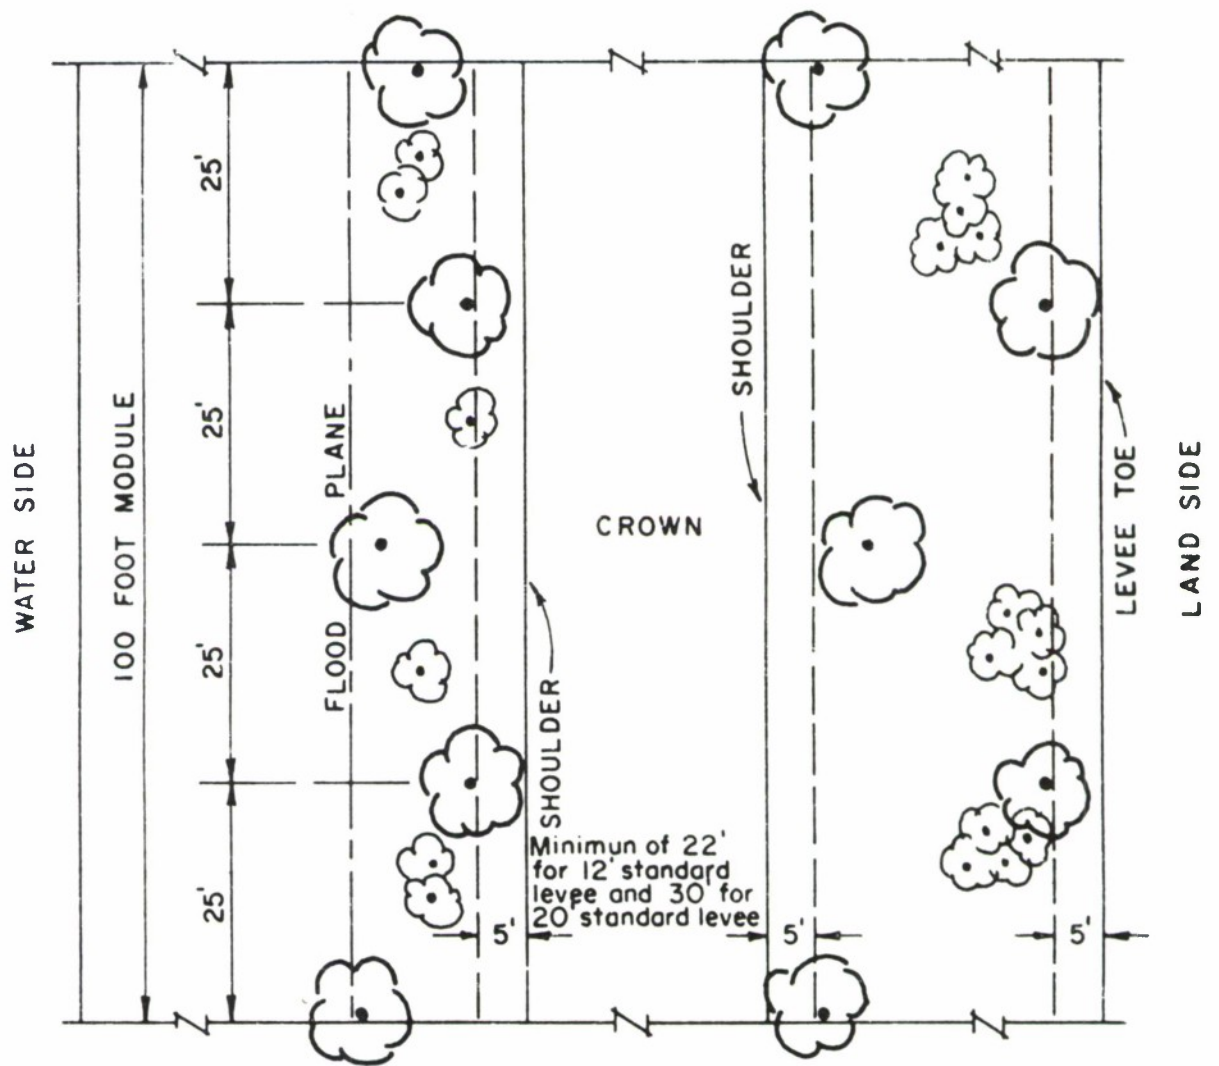 WATER SIDE
100 FOOT MODULE
25'
25'
25'
25'
FLOOD PLANE
SHOULDER
CROWN
SHOULDER
LEVEE TOE
LAND SIDE
Minimun of 22'
for 12' standard
levee and 30' for
20' standard levee
5'
5'
5'